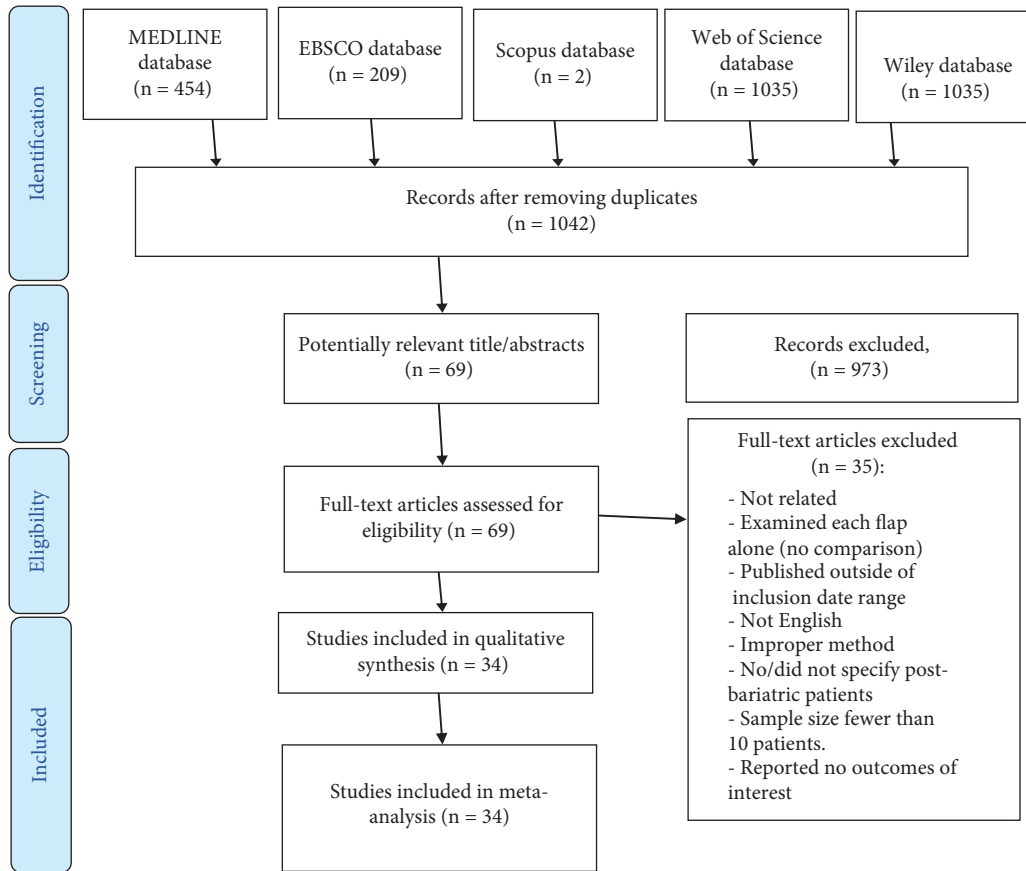 Identification
MEDLINE
database
(n = 454)
EBSCO database
(n = 209)
Scopus database
(n = 2)
Web of Science
database
(n = 1035)
Wiley database
(n = 1035)
Records after removing duplicates
(n = 1042)
Screening
Potentially relevant title/abstracts
(n = 69)
Records excluded,
(n = 973)
Eligibility
Full-text articles assessed for
eligibility (n = 69)
Full-text articles excluded
(n = 35):
- Not related
- Examined each flap
alone (no comparison)
- Published outside of
inclusion date range
- Not English
- Improper method
- No/did not specify post-
bariatric patients
- Sample size fewer than
10 patients.
- Reported no outcomes of
interest
Included
Studies included in qualitative
synthesis (n = 34)
Studies included in meta-
analysis (n = 34)